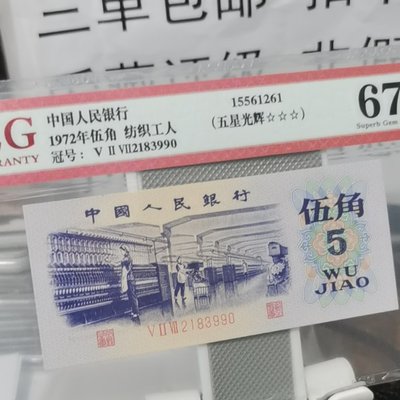 三單包邮
中国人民银行
1972年伍角 纺织工人
冠号: V II VII2183990
15561261
(五星光辉☆☆☆)
67
Superb Gem
G
RANTY
中國人民銀行
伍角
5
WU
JIAO
V II VII 2183990